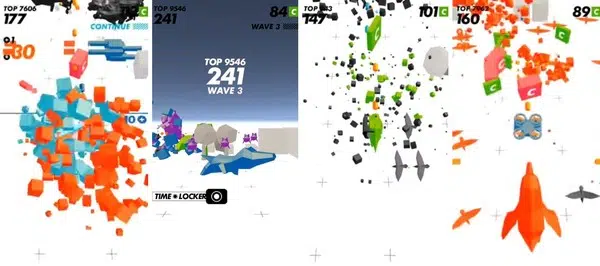 TOP 7606
177
C
CONTINUE
30
10
TOP 9546
241
84 C
WAVE 3
TOP 9546
241
WAVE 3
TIME LOCKER
147
101 C
C
C
160
89 C
C
C
C